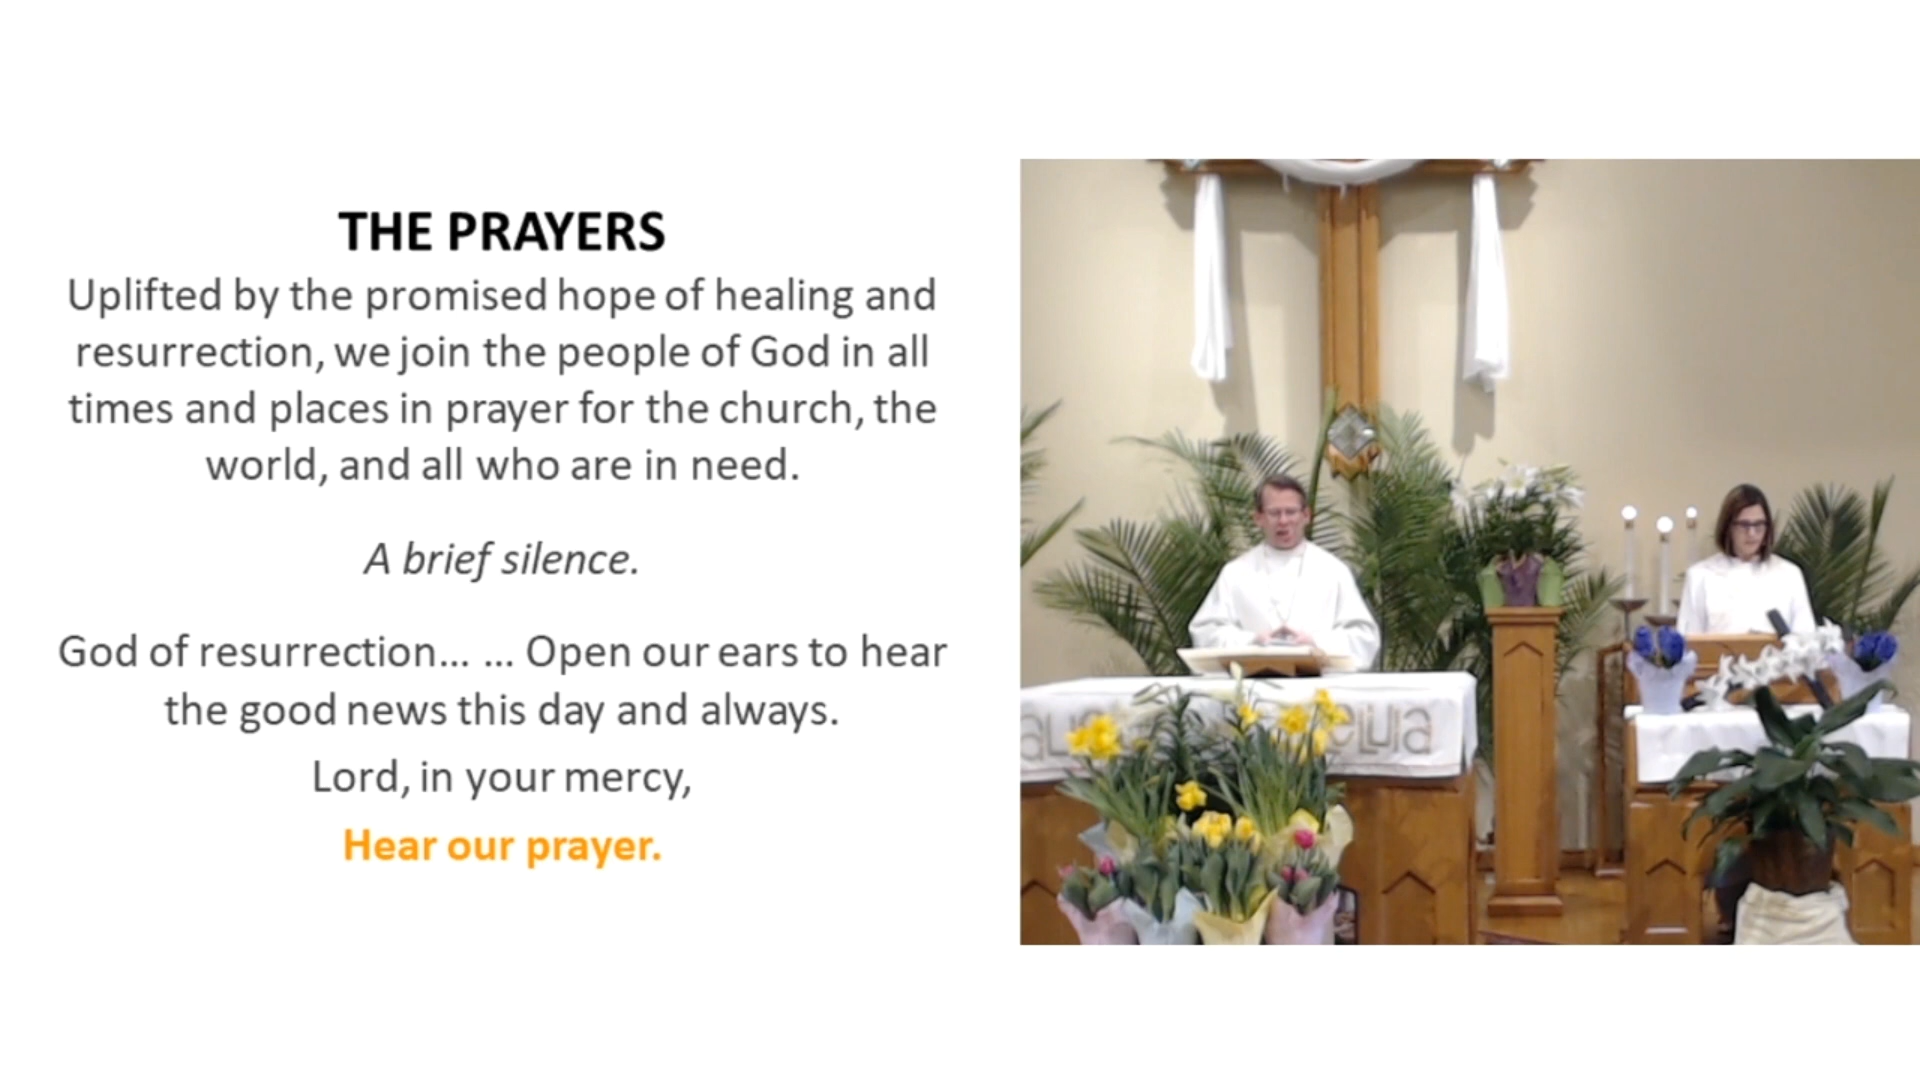 THE PRAYERS
Uplifted by the promised hope of healing and
resurrection, we join the people of God in all
times and places in prayer for the church, the
world, and all who are in need.
A brief silence.
God of resurrection... ... Open our ears to hear
the good news this day and always.
Lord, in your mercy,
Hear our prayer.